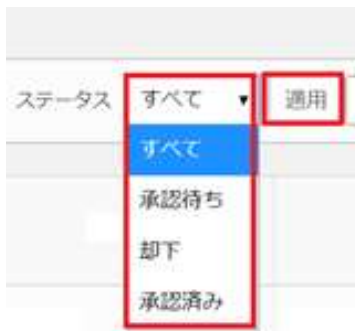 ステータス すべて ▼ 適用
すべて
承認待ち
却下
承認済み